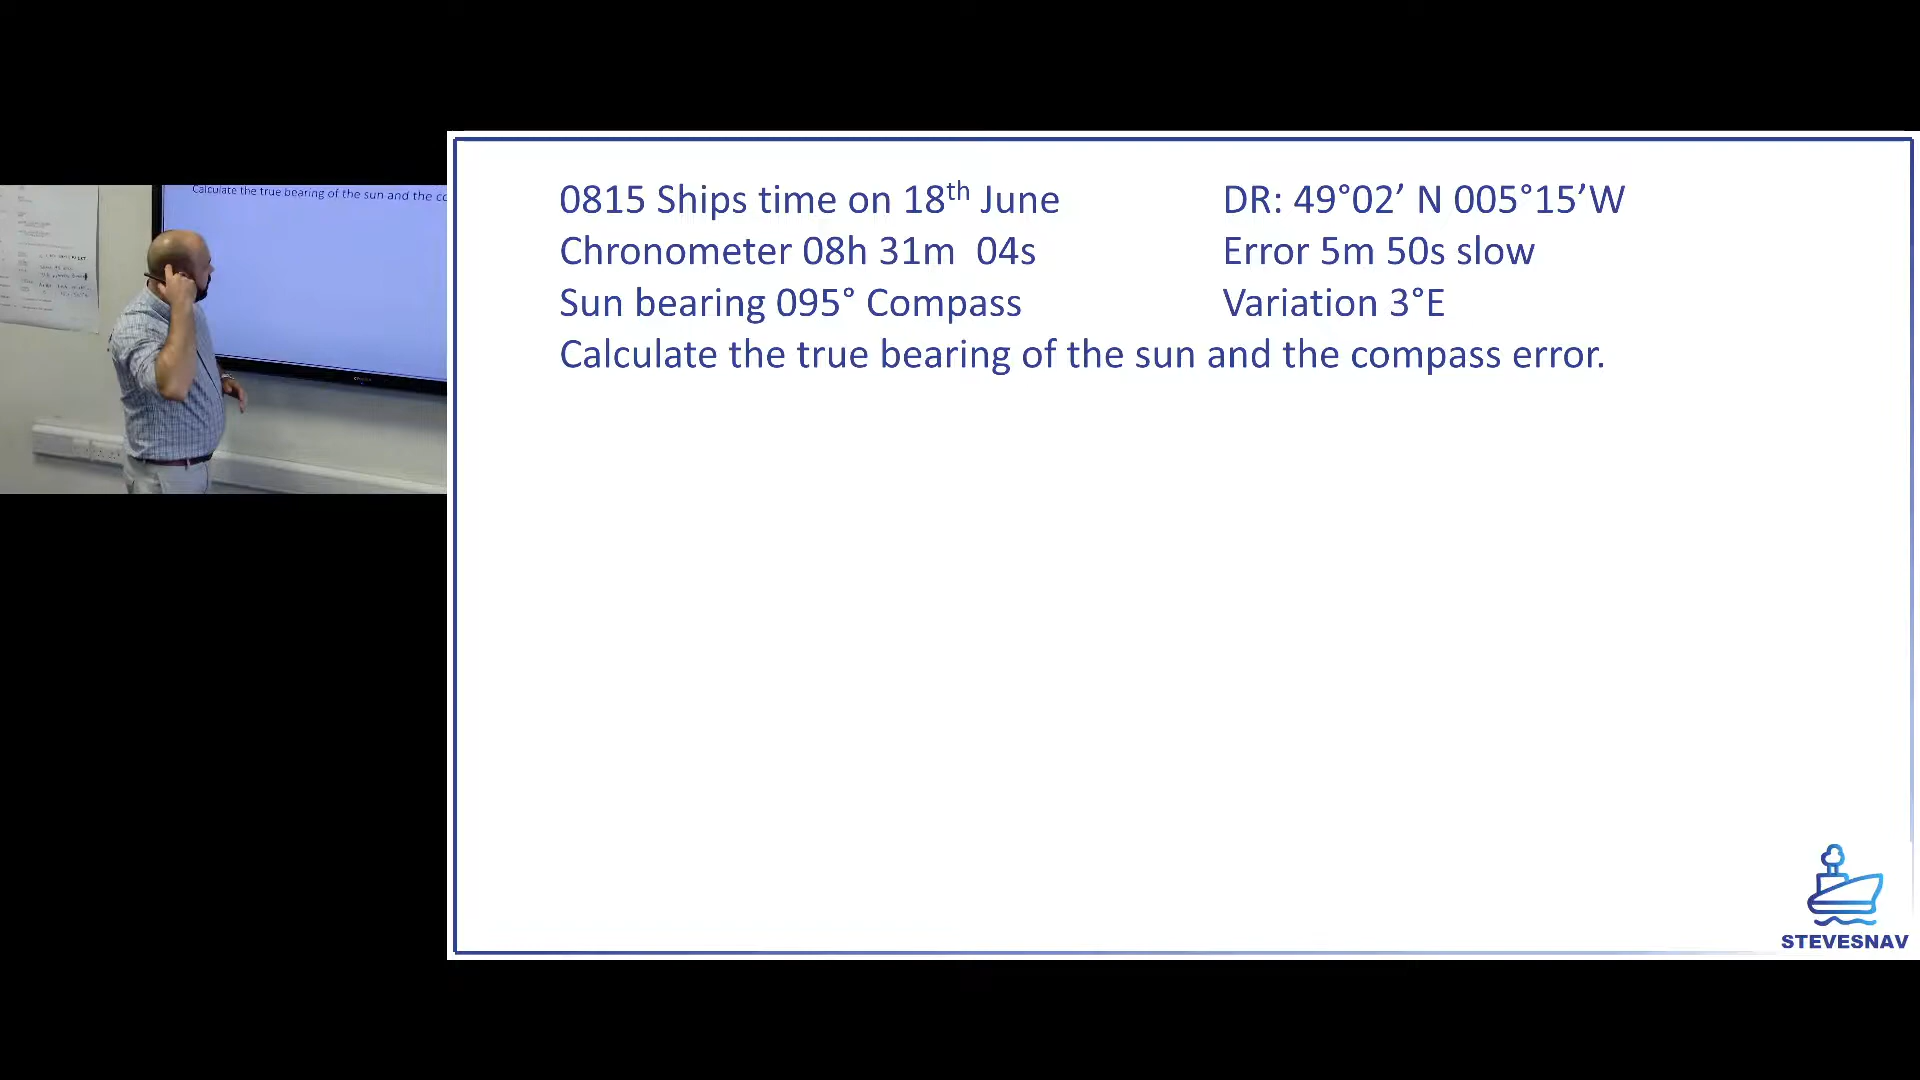 Calculate the true bearing of the sun and the co
0815 Ships time on 18th June DR: 49°02’ N 005°15’W
Chronometer 08h 31m 04s Error 5m 50s slow
Sun bearing 095° Compass Variation 3°E
Calculate the true bearing of the sun and the compass error.
STEVESNAV